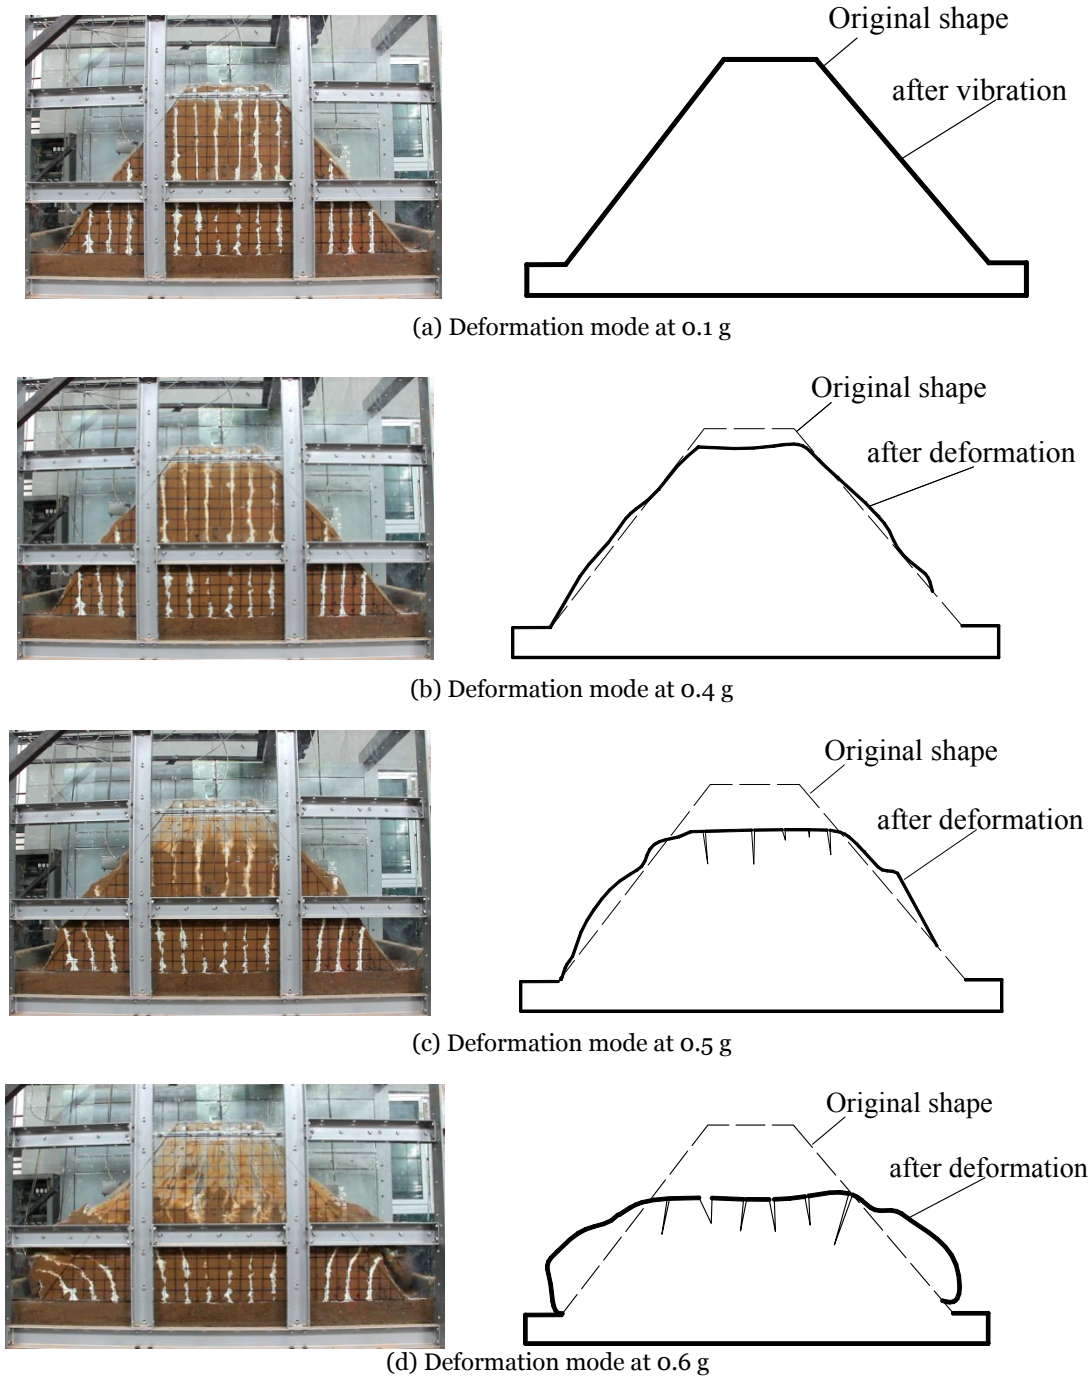 Original shape
after vibration
(a) Deformation mode at 0.1 g
Original shape
after deformation
(b) Deformation mode at 0.4 g
Original shape
after deformation
(c) Deformation mode at 0.5 g
Original shape
after deformation
(d) Deformation mode at 0.6 g